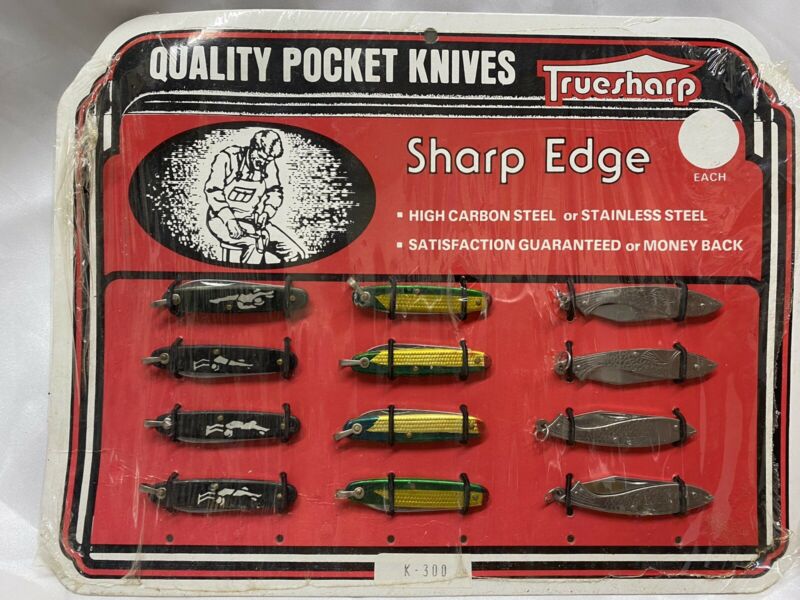 QUALITY POCKET KNIVES
Truesharp
Sharp Edge
EACH
▪ HIGH CARBON STEEL or STAINLESS STEEL
▪ SATISFACTION GUARANTEED or MONEY BACK
K-300